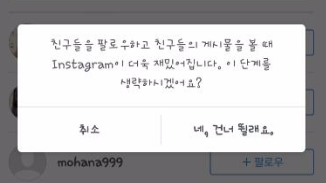 친구들을 팔로우하고 친구들의 게시물을 볼 때
Instagram이 더욱 재밌어집니다. 이 단계를
생략하시겠어요?
취소
네, 건너 뛸래요.
mohana999
+ 팔로우